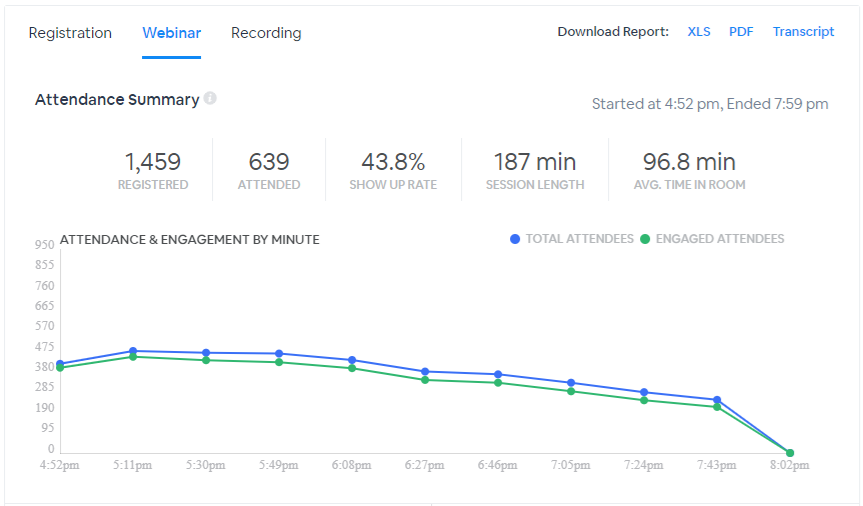 Registration Webinar Recording Download Report: XLS PDF Transcript
Attendance Summary
Started at 4:52 pm, Ended 7:59 pm
1,459 639 43.8% 187 min 96.8 min
REGISTERED ATTENDED SHOW UP RATE SESSION LENGTH AVG. TIME IN ROOM
ATTENDANCE & ENGAGEMENT BY MINUTE TOTAL ATTENDEES ENGAGED ATTENDEES
950
855
760
665
570
475
380
285
190
95
0
4:52pm 5:11pm 5:30pm 5:49pm 6:08pm 6:27pm 6:46pm 7:05pm 7:24pm 7:43pm 8:02pm